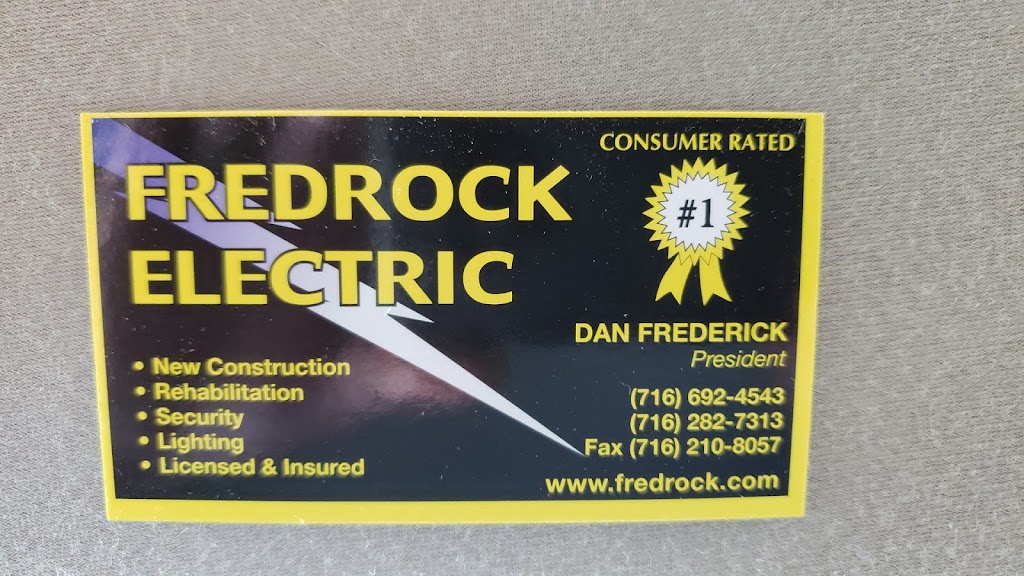 FREDROCK
ELECTRIC
• New Construction
• Rehabilitation
• Security
• Lighting
• Licensed & Insured
CONSUMER RATED
#1
DAN FREDERICK
President
(716) 692-4543
(716) 282-7313
Fax (716) 210-8057
www.fredrock.com